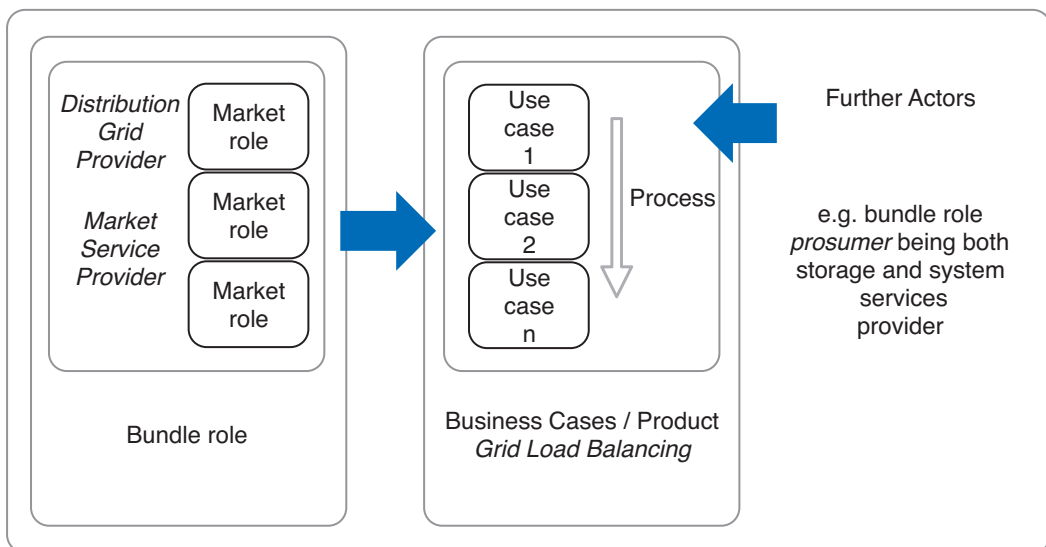 Distribution
Grid
Provider
Market
Service
Provider
Market
role
Market
role
Market
role
Bundle role
Use
case
1
Use
case
2
Use
case
n
Process
Business Cases / Product
Grid Load Balancing
Further Actors
e.g. bundle role
prosumer being both
storage and system
services
provider